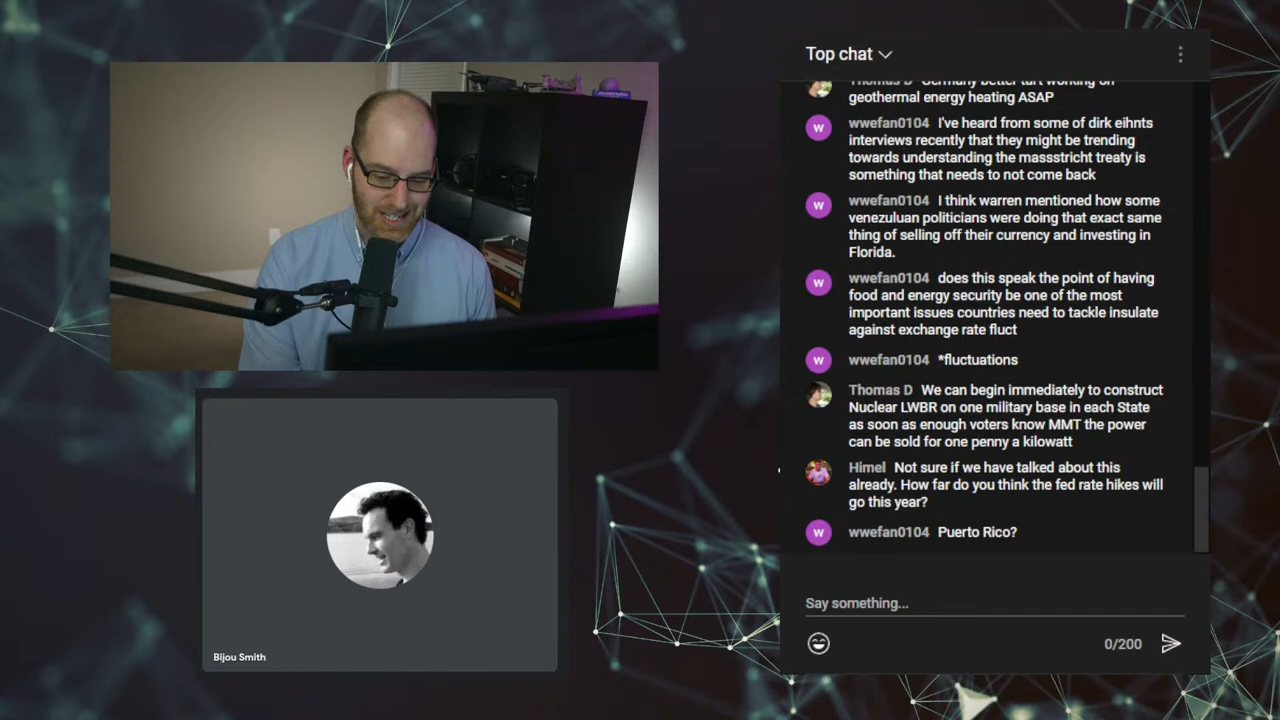 Top chat
Thomas D Germany better tart working on
geothermal energy heating ASAP
wwefan0104 I've heard from some of dirk eihnts
interviews recently that they might be trending
towards understanding the massstricht treaty is
something that needs to not come back
wwefan0104 I think warren mentioned how some
venezuluan politicians were doing that exact same
thing of selling off their currency and investing in
Florida.
wwefan0104 does this speak the point of having
food and energy security be one of the most
important issues countries need to tackle insulate
against exchange rate fluct
wwefan0104 *fluctuations
Thomas D We can begin immediately to construct
Nuclear LWBR on one military base in each State
as soon as enough voters know MMT the power
can be sold for one penny a kilowatt
Himel Not sure if we have talked about this
already. How far do you think the fed rate hikes will
go this year?
wwefan0104 Puerto Rico?
Say something...
0/200
Bijou Smith